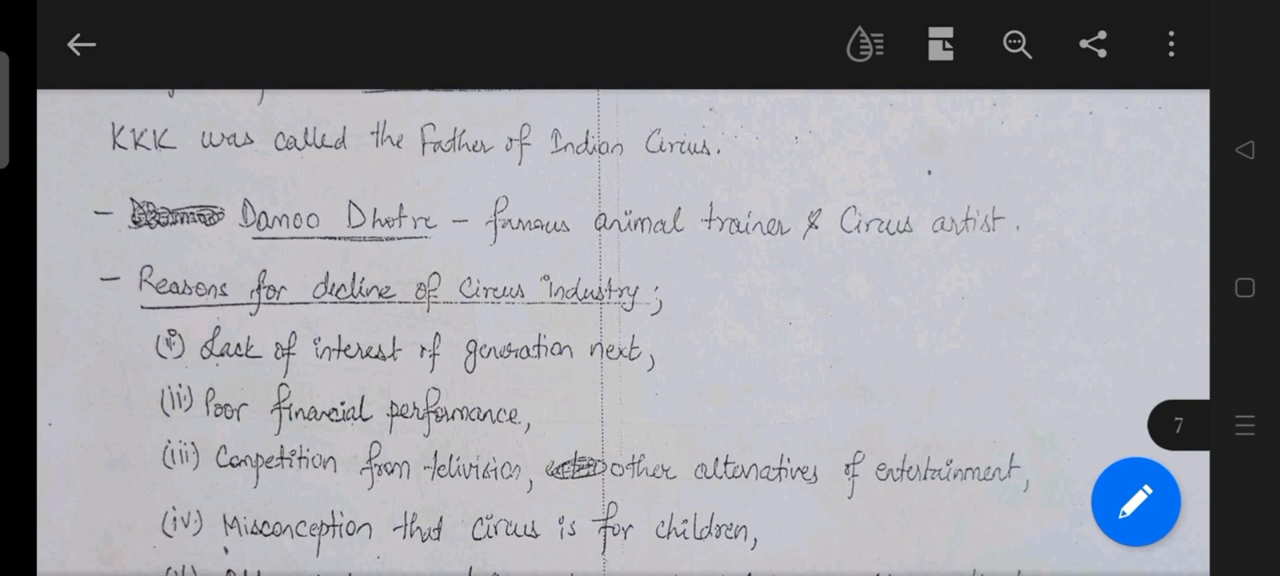 KKK was called the Father of Indian Circus.
- Damoo Dhotre - famous animal trainer & Circus artist.
- Reasons for decline of Circus industry;
(i) Lack of interest of generation next,
(ii) Poor financial performance,
(iii) Competition from telivision, other alternatives of entertainment,
(iv) Misconception that Circus is for children,
7